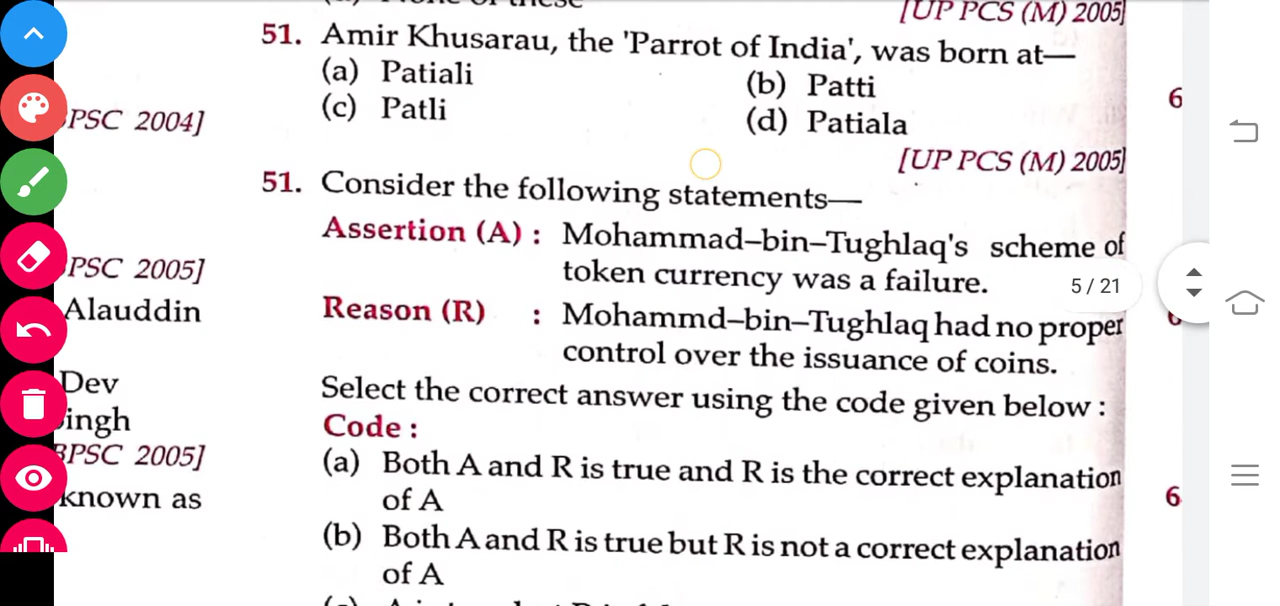 [UP PCS (M) 2005]
51. Amir Khusarau, the 'Parrot of India', was born at—
(a) Patiali
(b) Patti
(c) Patli
(d) Patiala
[UP PCS (M) 2005]
51. Consider the following statements—
Assertion (A) : Mohammad–bin–Tughlaq's scheme of
token currency was a failure.
Reason (R) : Mohammd–bin–Tughlaq had no proper
control over the issuance of coins.
Select the correct answer using the code given below :
Code :
(a) Both A and R is true and R is the correct explanation
of A
(b) Both A and R is true but R is not a correct explanation
of A
PSC 2004]
PSC 2005]
Alauddin
Dev
PSC 2005]
known as
5 / 21
6
6